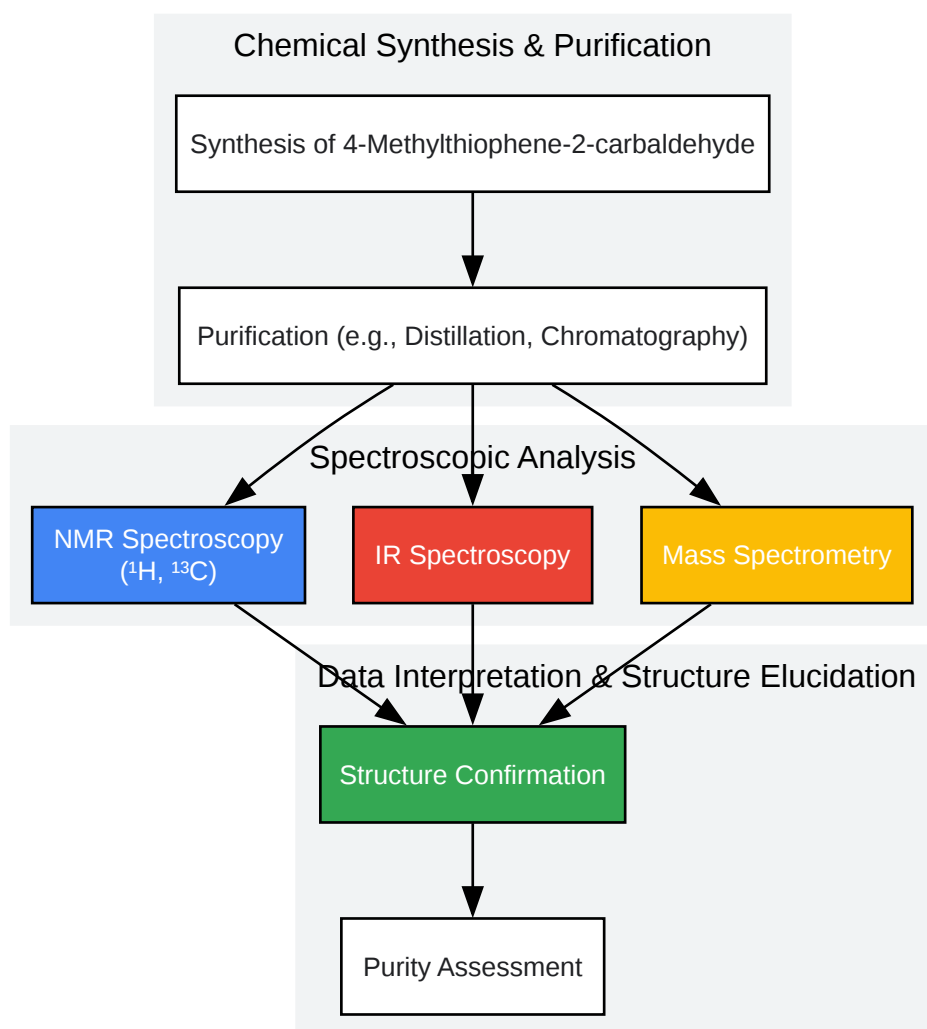 Chemical Synthesis & Purification
Synthesis of 4-Methylthiophene-2-carbaldehyde
Purification (e.g., Distillation, Chromatography)
Spectroscopic Analysis
NMR Spectroscopy
(¹H, ¹³C)
IR Spectroscopy
Mass Spectrometry
Data Interpretation & Structure Elucidation
Structure Confirmation
Purity Assessment